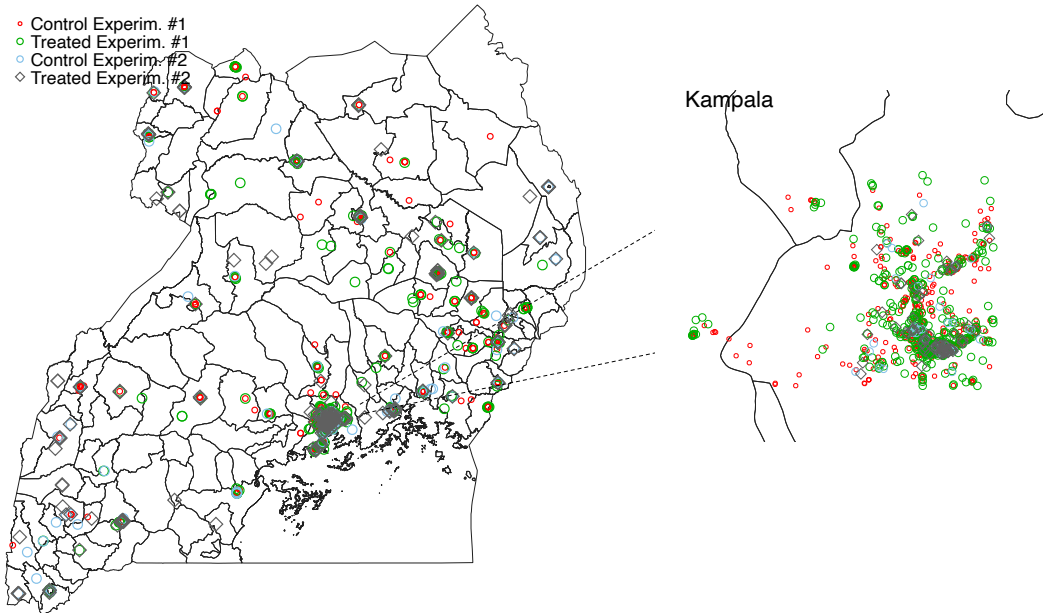 Control Experim. #1
Treated Experim. #1
Control Experim. #2
Treated Experim. #2
Kampala